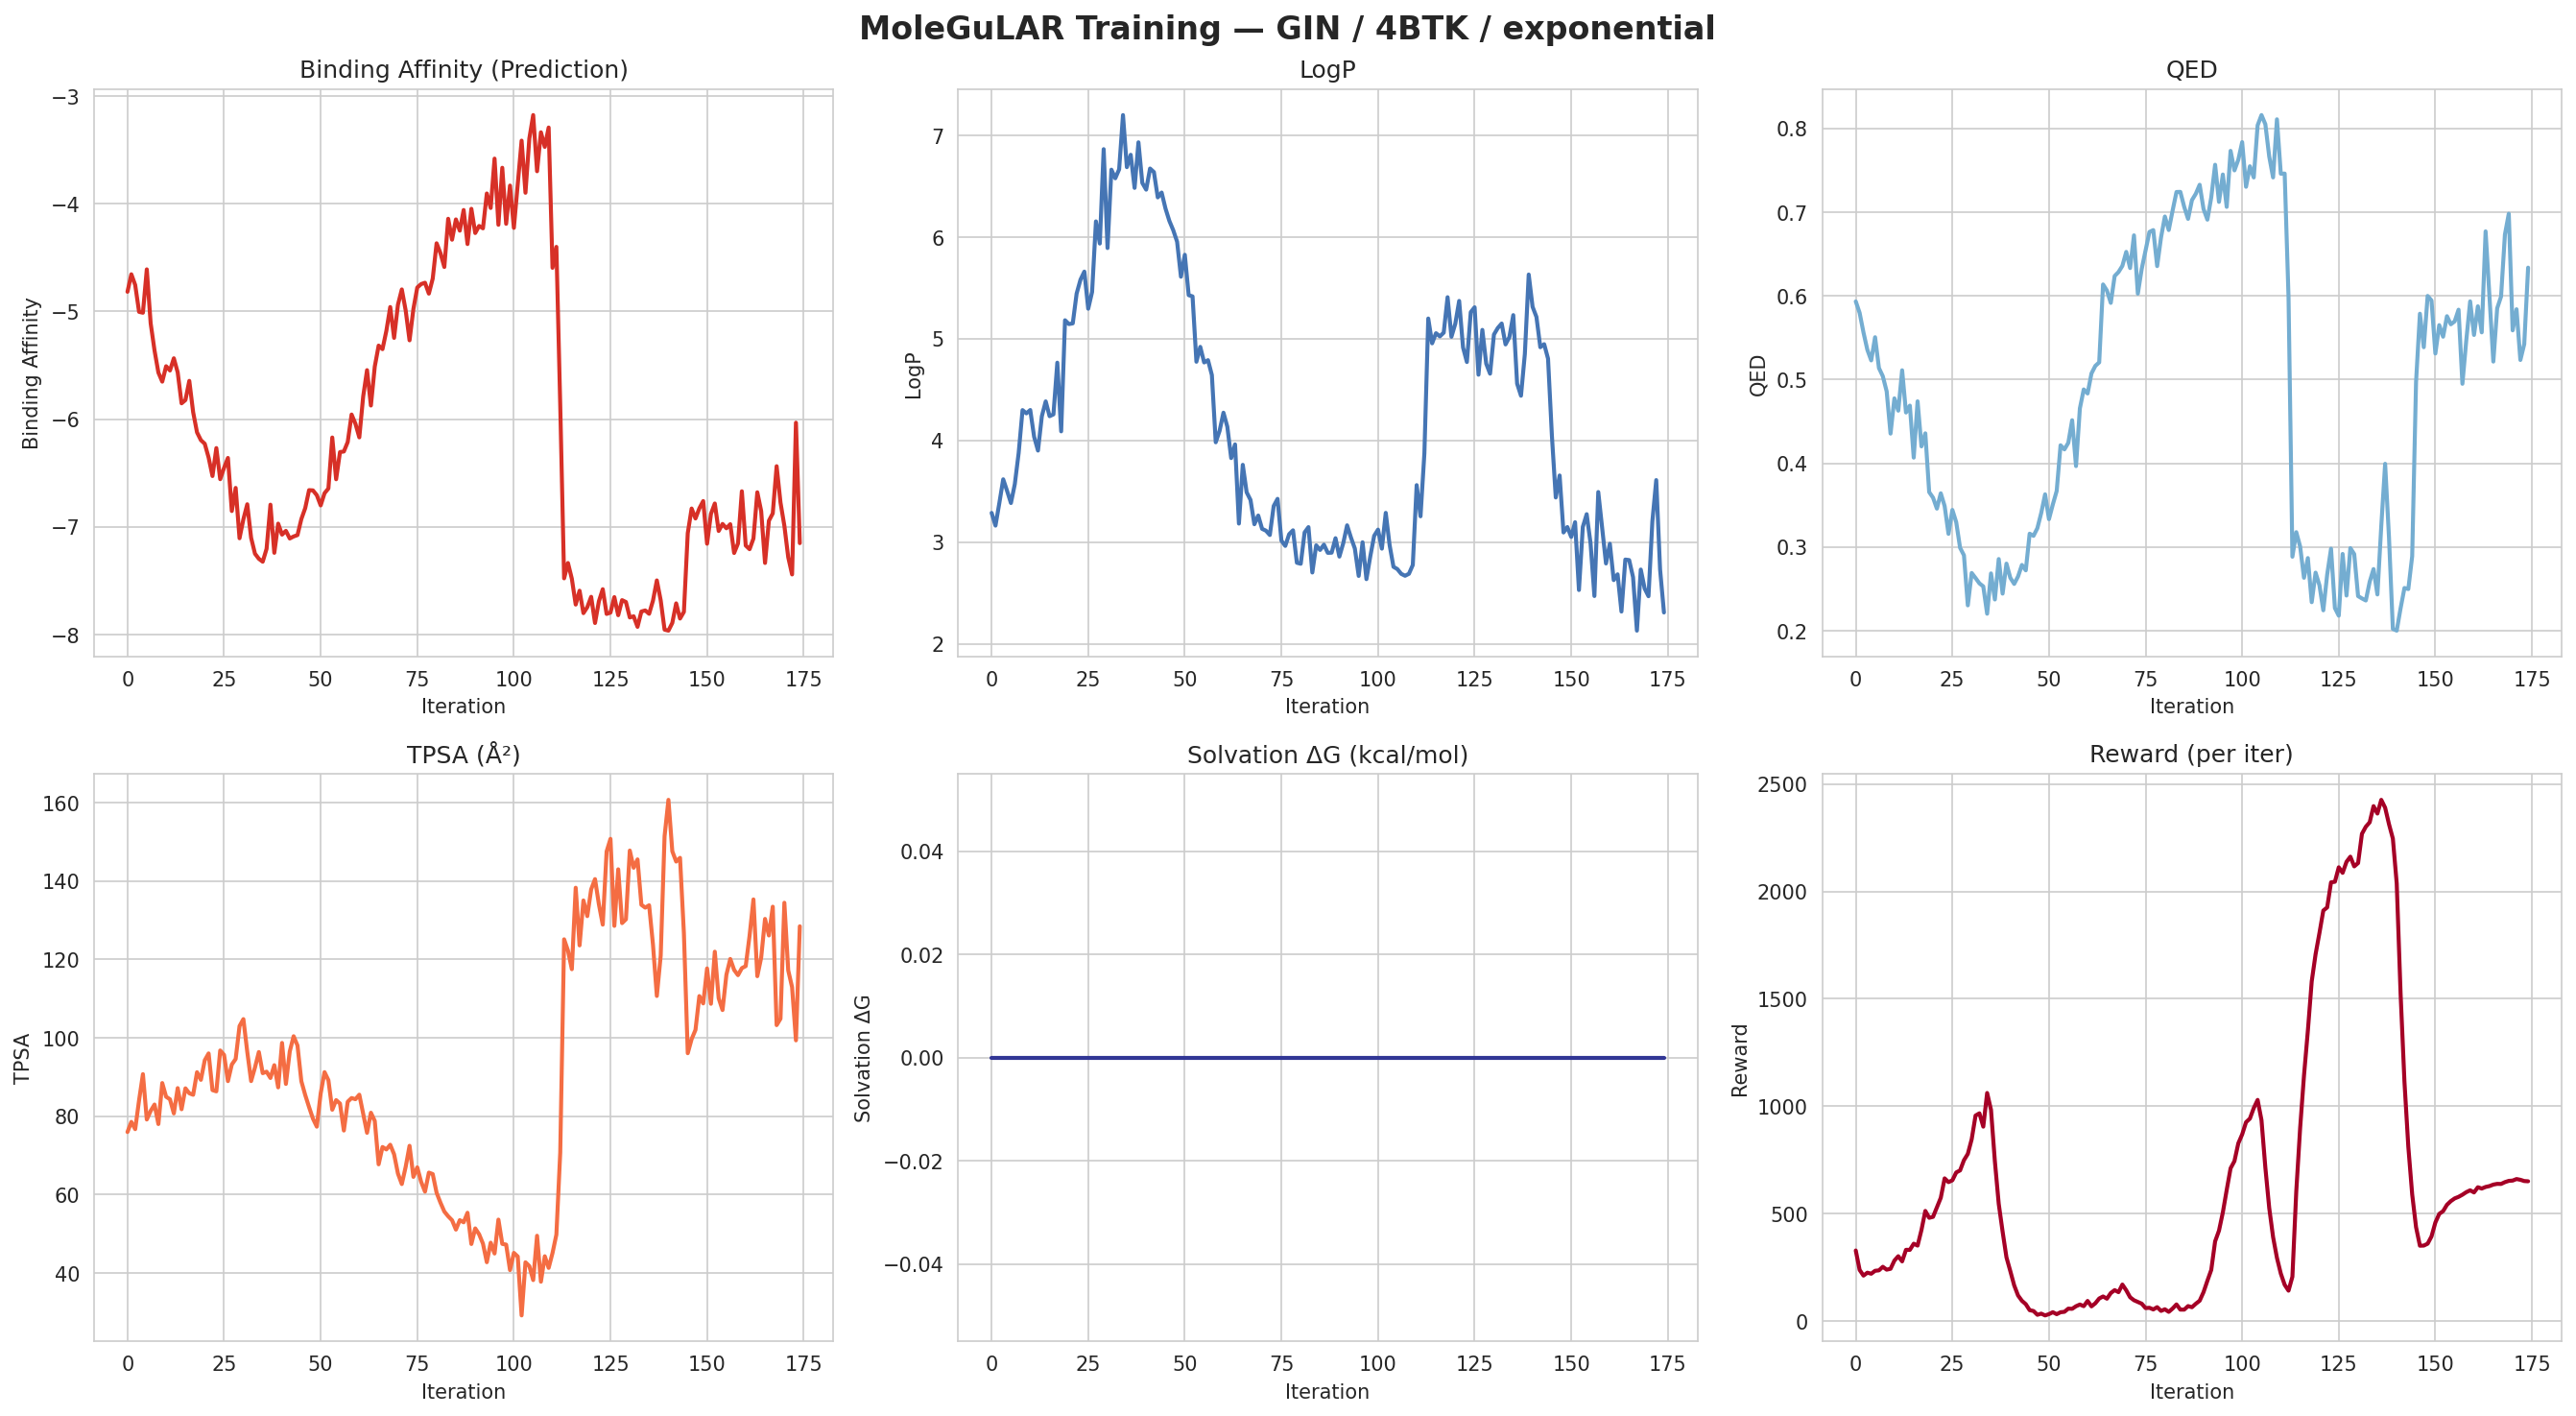 MoleGuLAR Training — GIN / 4BTK / exponential
Binding Affinity (Prediction)
Binding Affinity
−3
−4
−5
−6
−7
−8
0 25 50 75 100 125 150 175
Iteration
LogP
LogP
7
6
5
4
3
2
0 25 50 75 100 125 150 175
Iteration
QED
QED
0.8
0.7
0.6
0.5
0.4
0.3
0.2
0 25 50 75 100 125 150 175
Iteration
TPSA (Å²)
TPSA
160
140
120
100
80
60
40
0 25 50 75 100 125 150 175
Iteration
Solvation ΔG (kcal/mol)
Solvation ΔG
0.04
0.02
0.00
−0.02
−0.04
0 25 50 75 100 125 150 175
Iteration
Reward (per iter)
Reward
2500
2000
1500
1000
500
0
0 25 50 75 100 125 150 175
Iteration